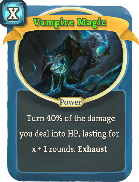 X
Vampire Magic
Power
Turn 40% of the damage
you deal into HP, lasting for
x + 1 rounds. Exhaust